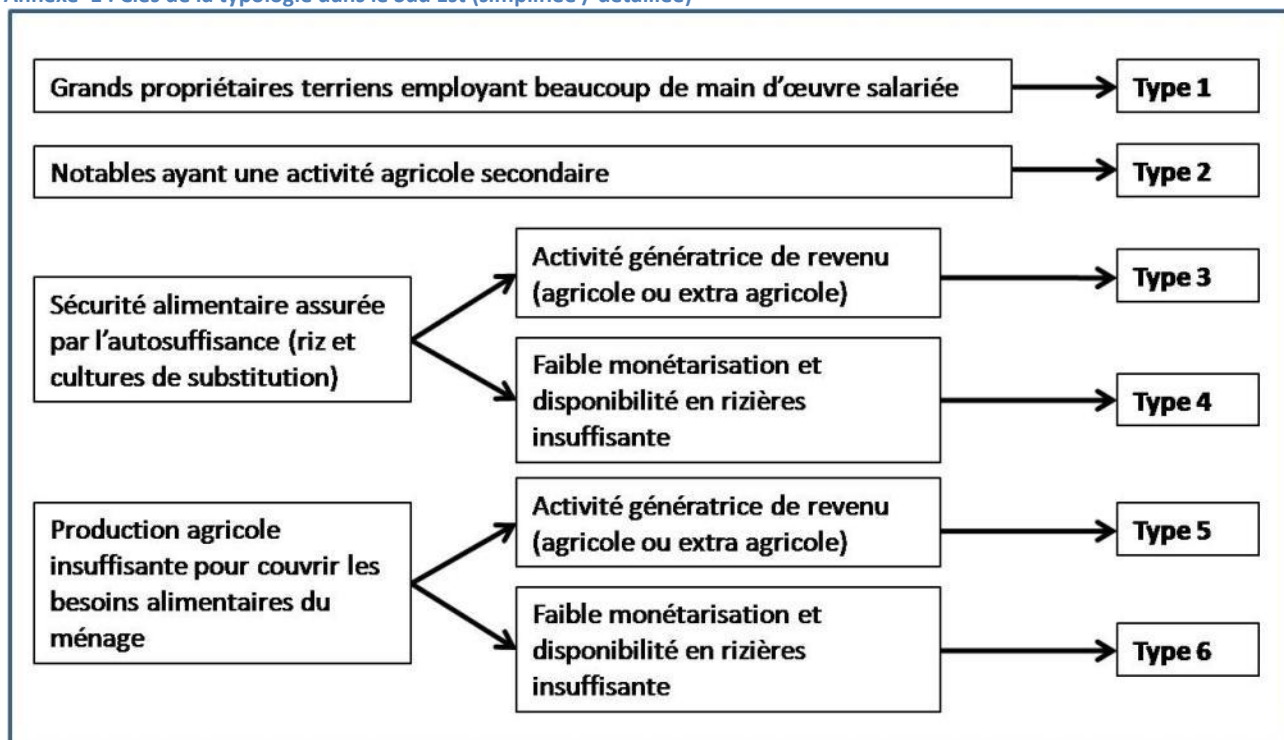 Grands propriétaires terriens employant beaucoup de main d'œuvre salariée
Type 1
Notables ayant une activité agricole secondaire
Type 2
Sécurité alimentaire assurée
par l'autosuffisance (riz et
cultures de substitution)
Activité génératrice de revenu
(agricole ou extra agricole)
Type 3
Faible monétarisation et
disponibilité en rizières
insuffisante
Type 4
Production agricole
insuffisante pour couvrir les
besoins alimentaires du
ménage
Activité génératrice de revenu
(agricole ou extra agricole)
Type 5
Faible monétarisation et
disponibilité en rizières
insuffisante
Type 6